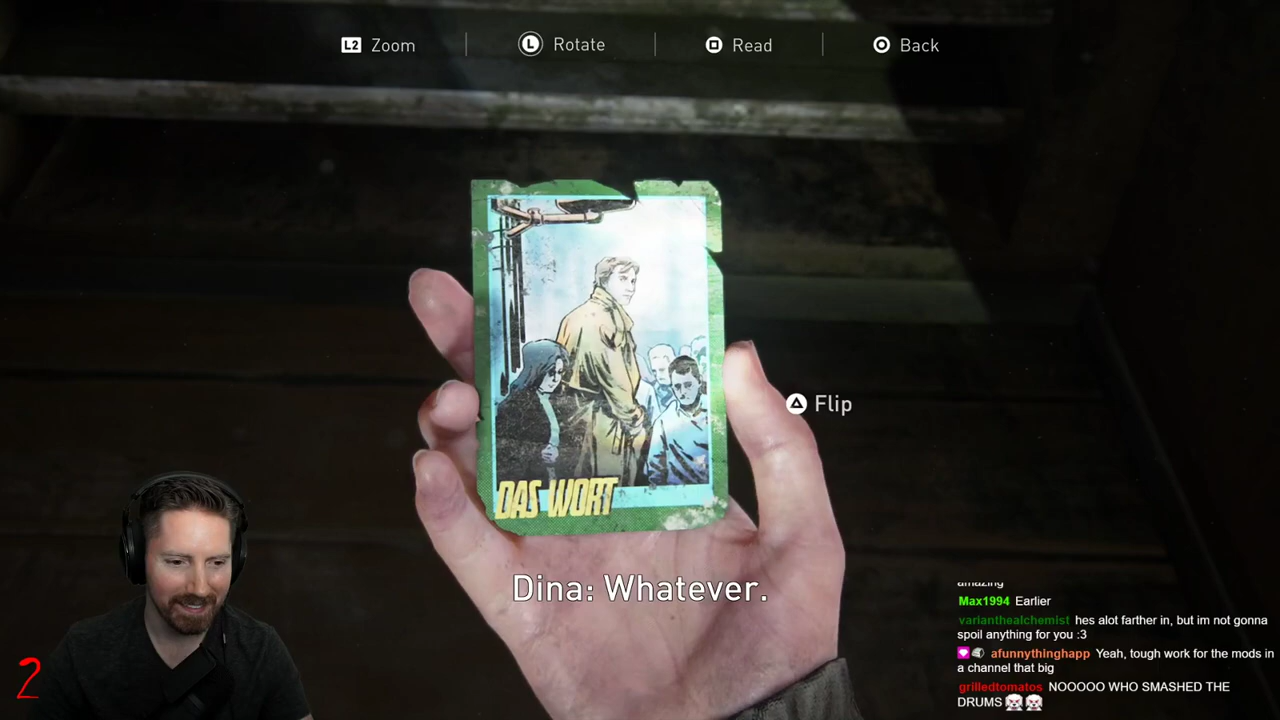 L2 Zoom
L Rotate
Read
Back
Flip
DAS WORT
Dina: Whatever.
2
amazing
Max1994 Earlier
varianthealchemist hes alot farther in, but im not gonna
spoil anything for you :3
afunnythinghapp Yeah, tough work for the mods in
a channel that big
grilledtomatos NOOOOO WHO SMASHED THE
DRUMS